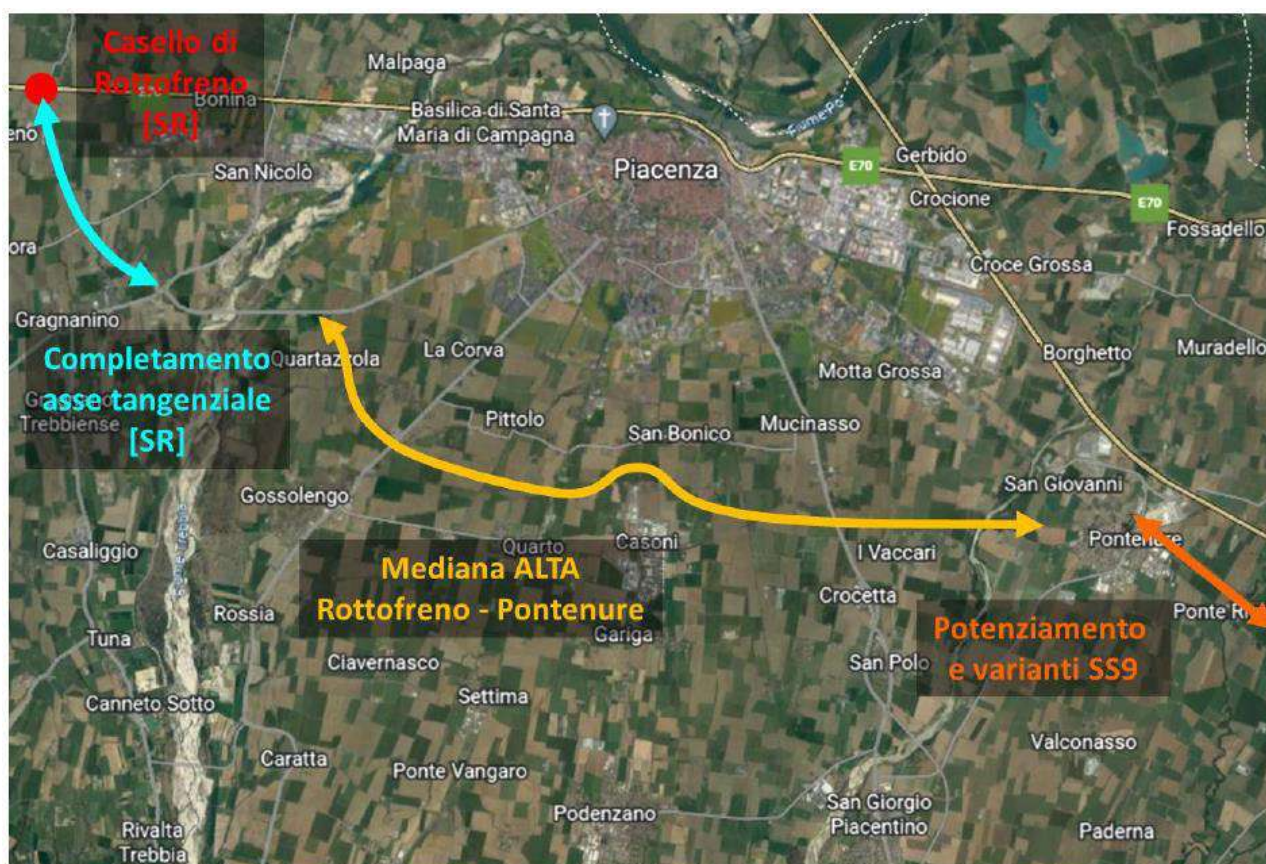 Casello di
Rottofreno
[SR]
Malpaga
Bonina
Basilica di Santa
Maria di Campagna
Fiume Po
Piacenza
San Nicolò
E70
Gerbido
Crocione
E70
Fossadello
Croce Grossa
Gragnanino
Completamento
asse tangenziale
[SR]
Quartazzola
La Corva
Borghetto
Muradello
Motta Grossa
Trebbiense
Pittolo
San Bonico
Mucinasso
Gossolengo
San Giovanni
Casaliggio
Quarto
Casoni
I Vaccari
Pontenure
Mediana ALTA
Rottofreno - Pontenure
Rossia
Crocetta
Ponte
Potenziamento
e varianti SS9
Gariga
Tuna
Ciavernasco
San Polo
Canneto Sotto
Settima
Valconasso
Caratta
Ponte Vangaro
Podenzano
San Giorgio
Piacentino
Paderna
Rivalta
Trebbia